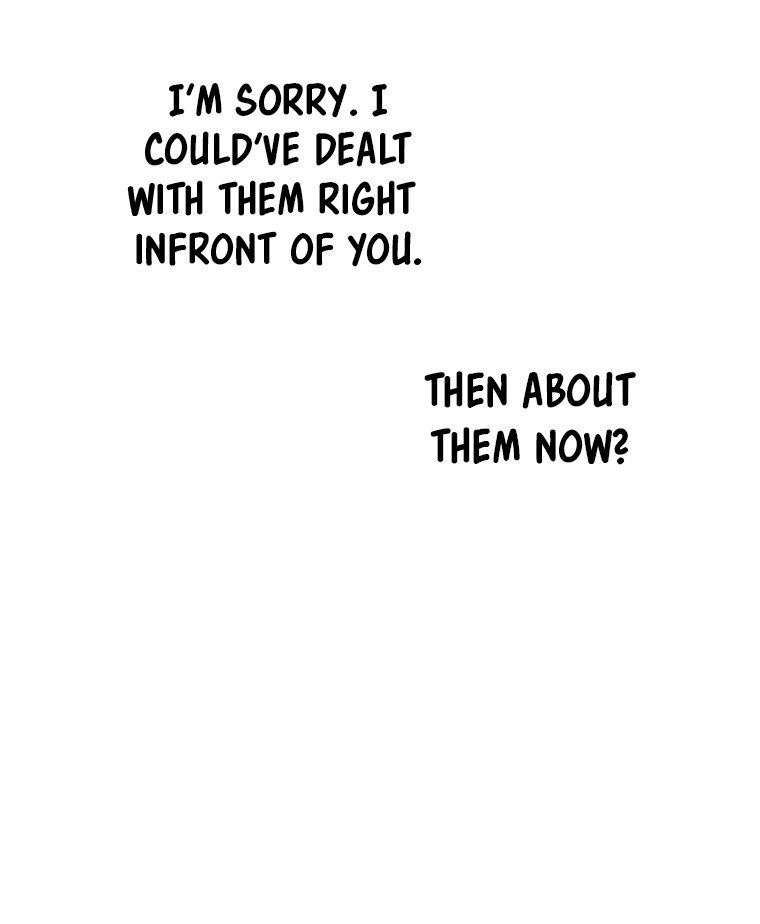 I'M SORRY. I
COULD'VE DEALT
WITH THEM RIGHT
INFRONT OF YOU.
THEN ABOUT
THEM NOW?